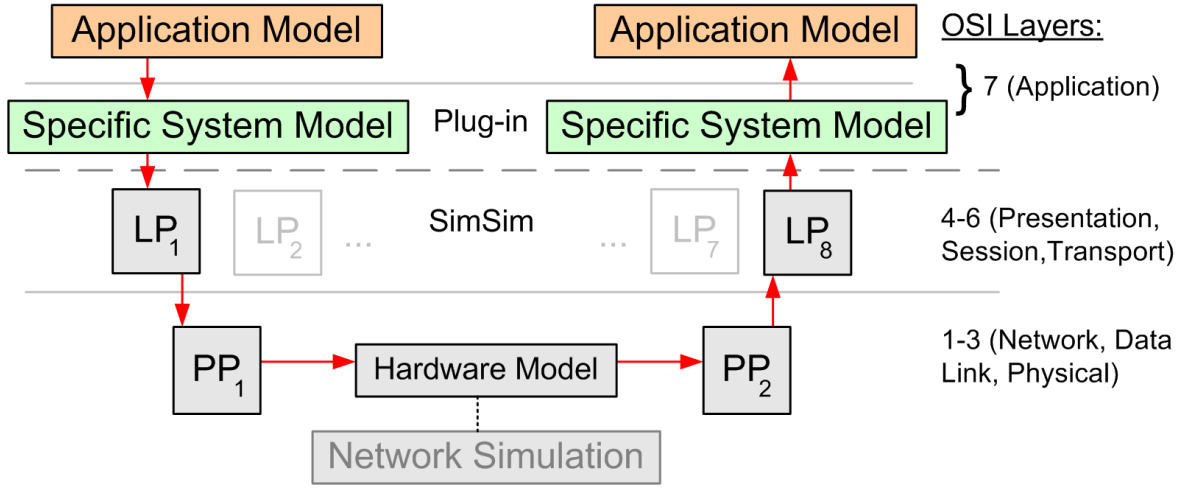 Application Model
Application Model
OSI Layers:
} 7 (Application)
Specific System Model
Plug-in
Specific System Model
LP1
LP2
...
SimSim
...
LP7
LP8
4-6 (Presentation,
Session,Transport)
PP1
Hardware Model
PP2
1-3 (Network, Data
Link, Physical)
Network Simulation